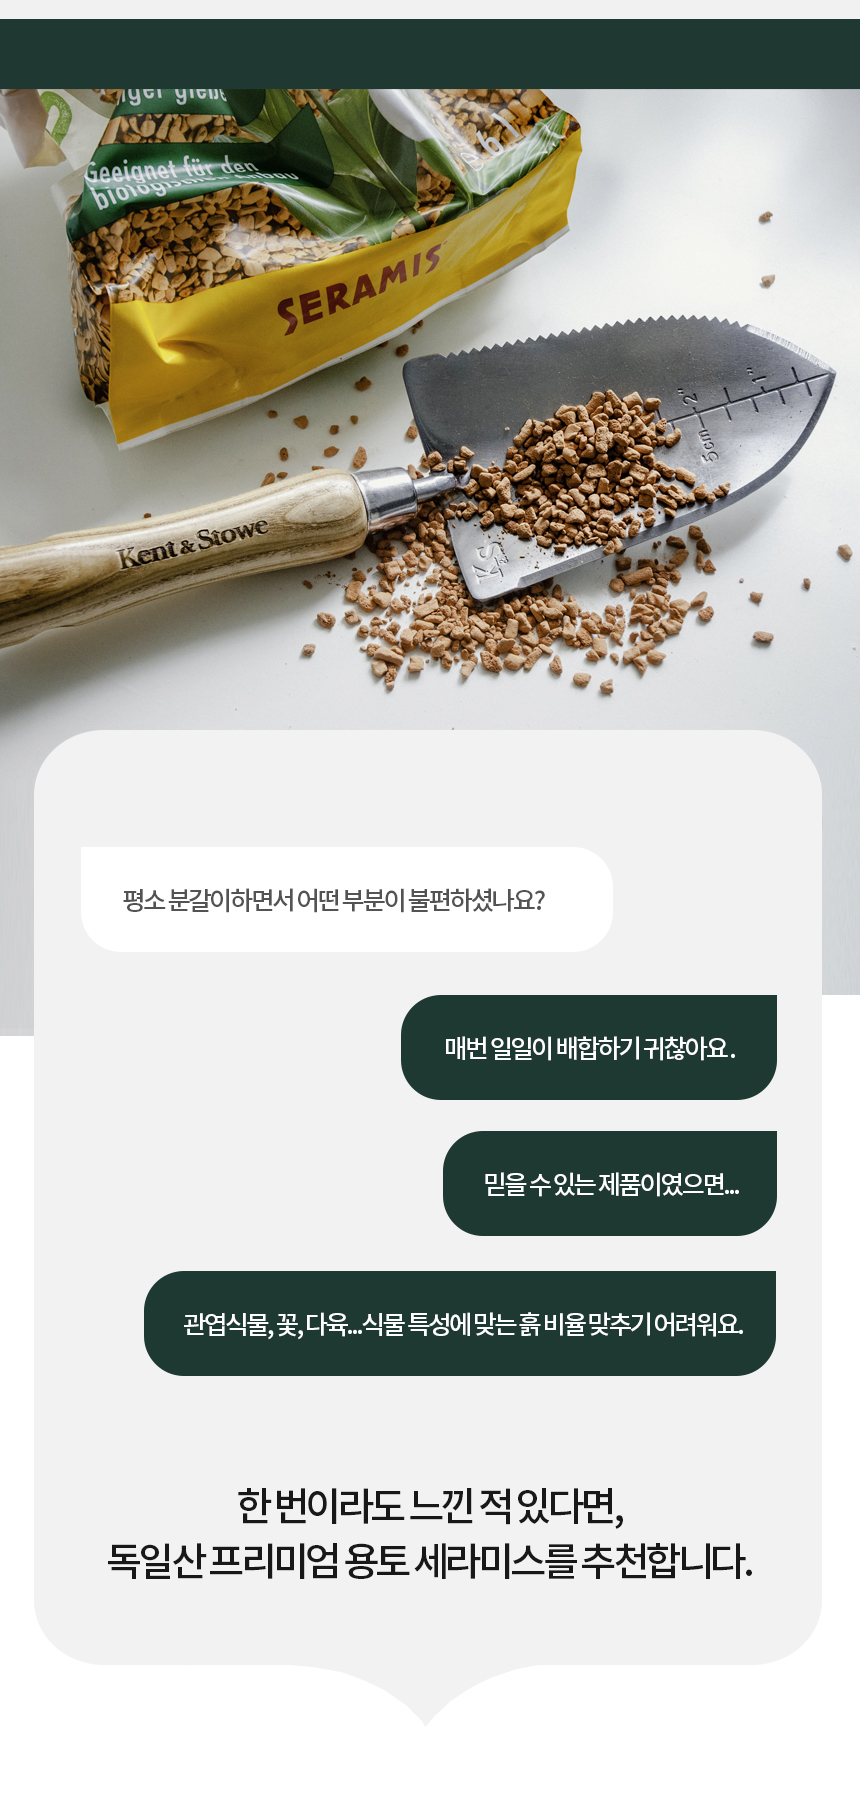 Geeignet für den
biologischen Anbau
SERAMIS
2" 1"
5cm
Kent & Stowe
K&S
평소 분갈이하면서 어떤 부분이 불편하셨나요?
매번 일일이 배합하기 귀찮아요.
믿을 수 있는 제품이였으면...
관엽식물, 꽃, 다육...식물 특성에 맞는 흙 비율 맞추기 어려워요.
한 번이라도 느낀 적 있다면,
독일산 프리미엄 용토 세라미스를 추천합니다.